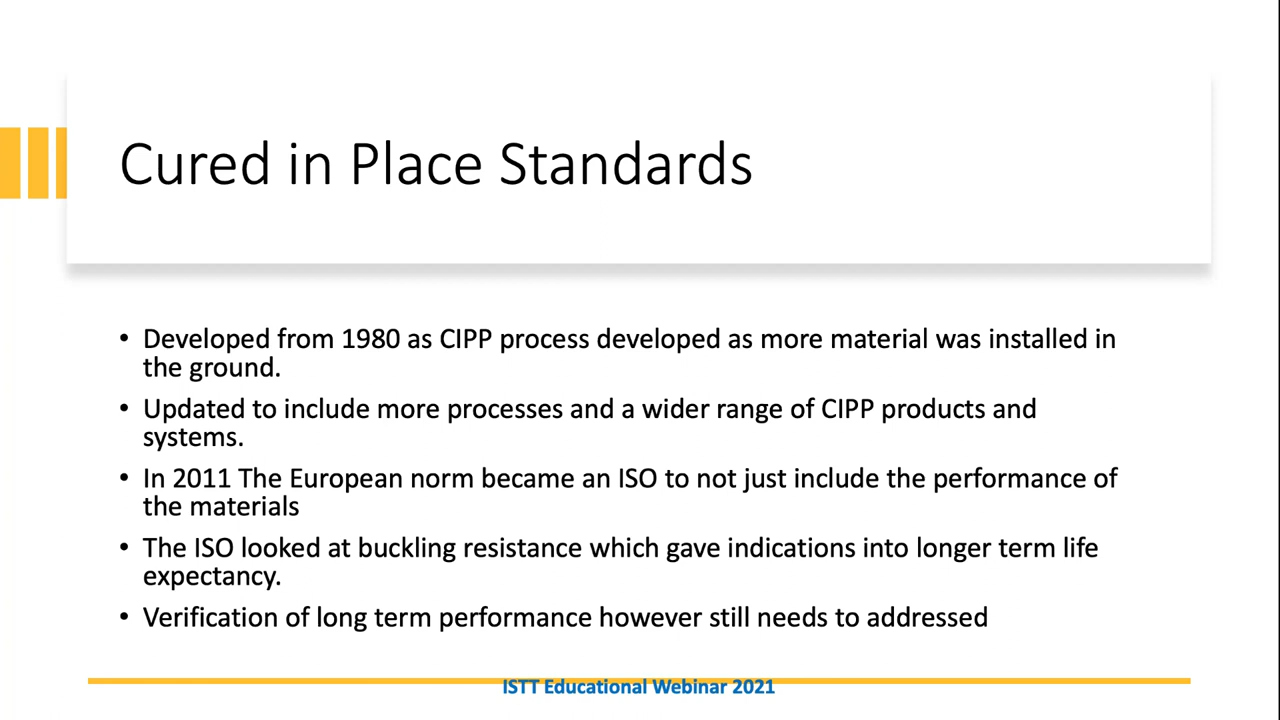 Cured in Place Standards
• Developed from 1980 as CIPP process developed as more material was installed in
the ground.
• Updated to include more processes and a wider range of CIPP products and
systems.
• In 2011 The European norm became an ISO to not just include the performance of
the materials
• The ISO looked at buckling resistance which gave indications into longer term life
expectancy.
• Verification of long term performance however still needs to addressed
ISTT Educational Webinar 2021